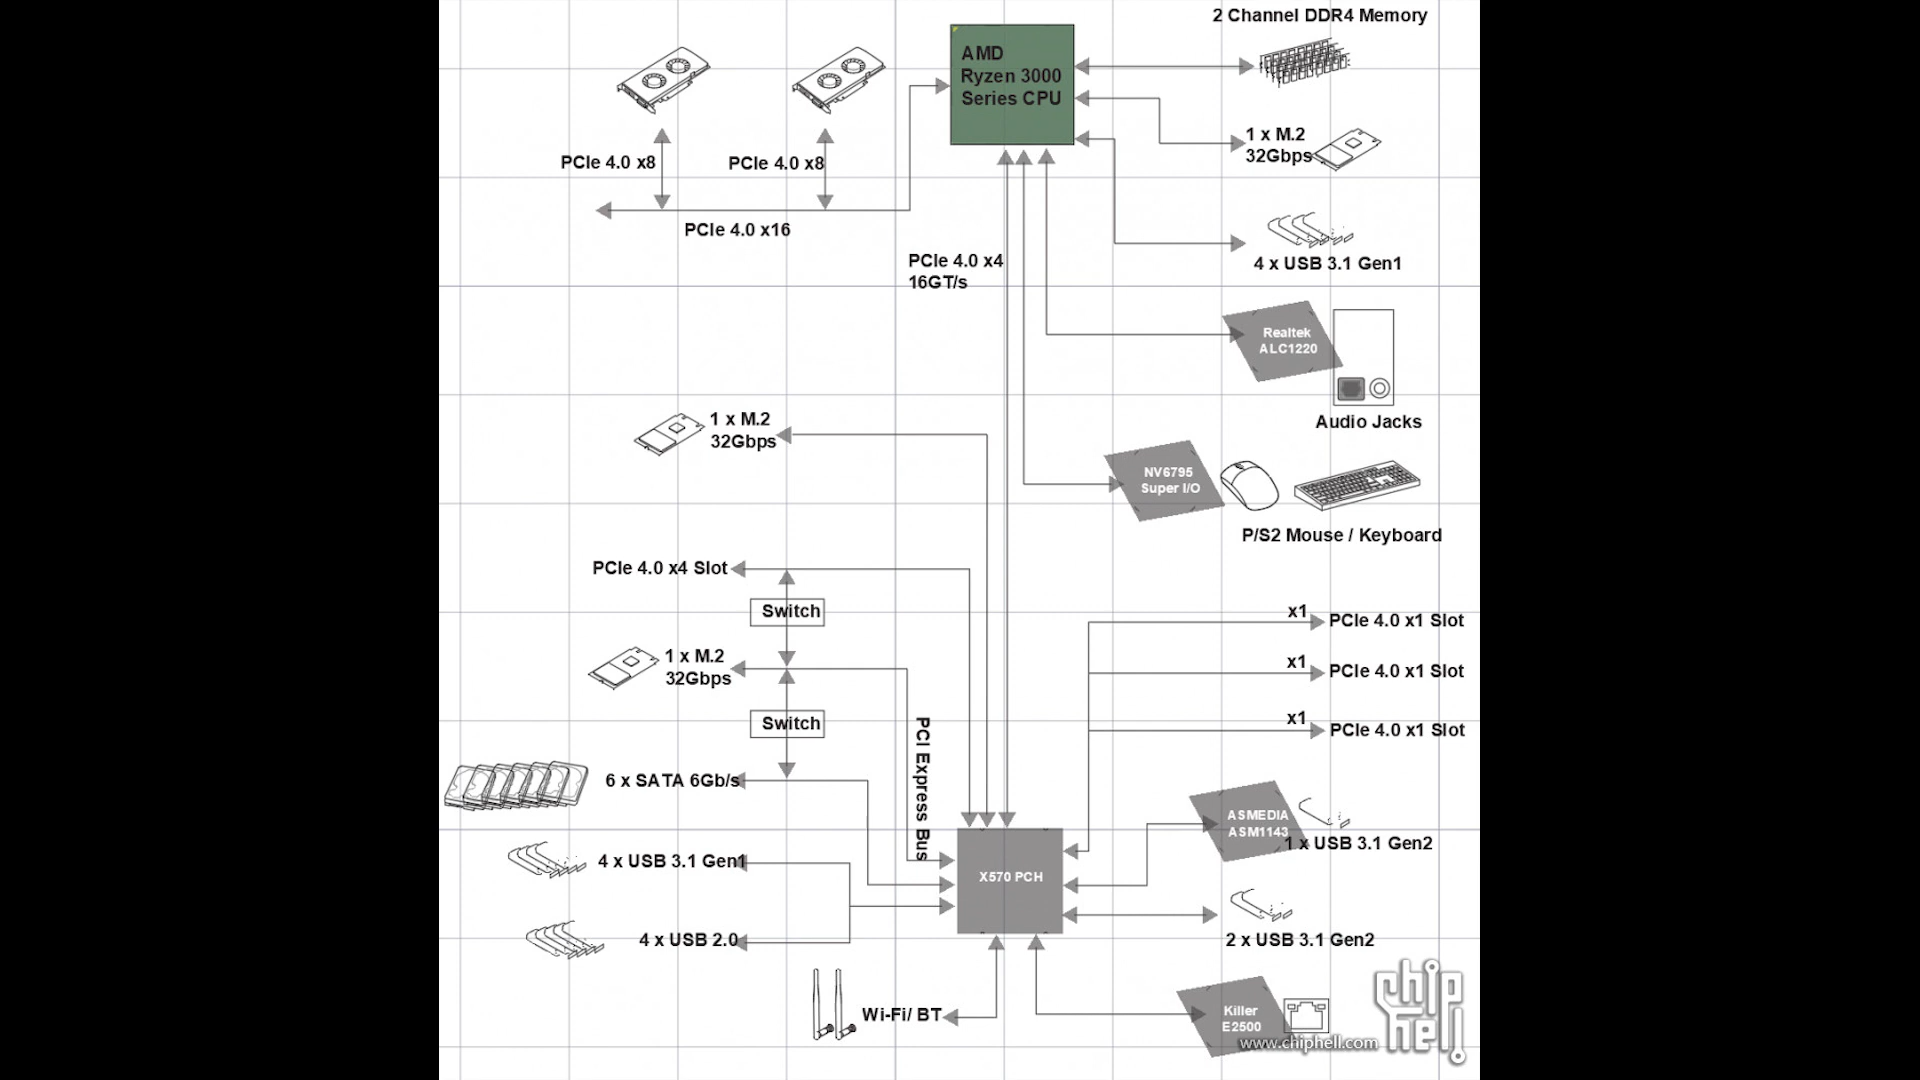 2 Channel DDR4 Memory
AMD
Ryzen 3000
Series CPU
1 x M.2
32Gbps
PCIe 4.0 x8
PCIe 4.0 x8
PCIe 4.0 x16
PCIe 4.0 x4
16GT/s
4 x USB 3.1 Gen1
Realtek
ALC1220
Audio Jacks
1 x M.2
32Gbps
NV6795
Super I/O
P/S2 Mouse / Keyboard
PCIe 4.0 x4 Slot
Switch
x1
PCIe 4.0 x1 Slot
1 x M.2
32Gbps
x1
PCIe 4.0 x1 Slot
Switch
x1
PCIe 4.0 x1 Slot
PCI Express Bus
6 x SATA 6Gb/s
ASMEDIA
ASM1143
1 x USB 3.1 Gen2
4 x USB 3.1 Gen1
X570 PCH
4 x USB 2.0
2 x USB 3.1 Gen2
Wi-Fi/ BT
Killer
E2500
chip
hell
www.chiphell.com